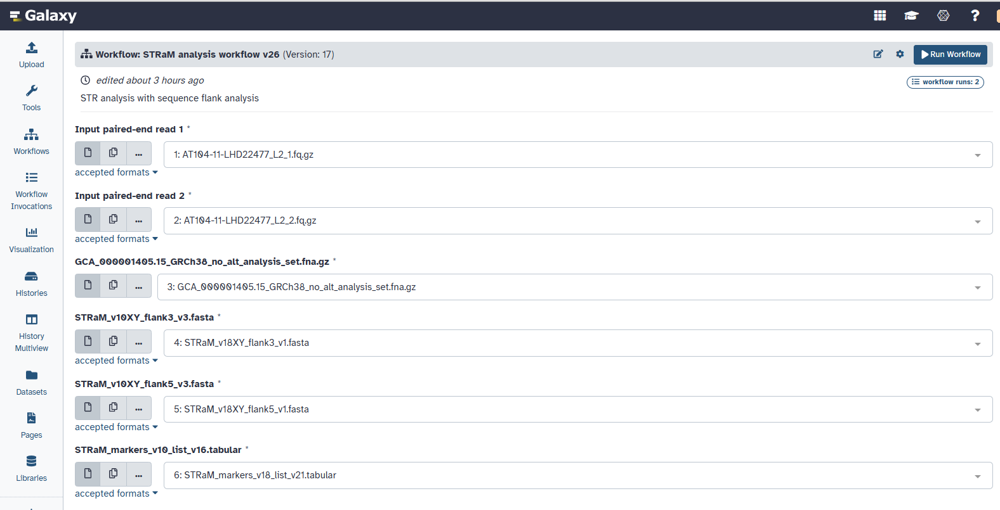 Galaxy
?
Upload
Tools
Workflows
Workflow
Invocations
Visualization
Histories
History
Multiview
Datasets
Pages
Libraries
Workflow: STRaM analysis workflow v26 (Version: 17)
Run Workflow
edited about 3 hours ago
workflow runs: 2
STR analysis with sequence flank analysis
Input paired-end read 1 *
... 1: AT104-11-LHD22477_L2_1.fq.gz
accepted formats
Input paired-end read 2 *
... 2: AT104-11-LHD22477_L2_2.fq.gz
accepted formats
GCA_000001405.15_GRCh38_no_alt_analysis_set.fna.gz *
... 3: GCA_000001405.15_GRCh38_no_alt_analysis_set.fna.gz
STRaM_v10XY_flank3_v3.fasta *
... 4: STRaM_v18XY_flank3_v1.fasta
accepted formats
STRaM_v10XY_flank5_v3.fasta *
... 5: STRaM_v18XY_flank5_v1.fasta
accepted formats
STRaM_markers_v10_list_v16.tabular *
... 6: STRaM_markers_v18_list_v21.tabular
accepted formats